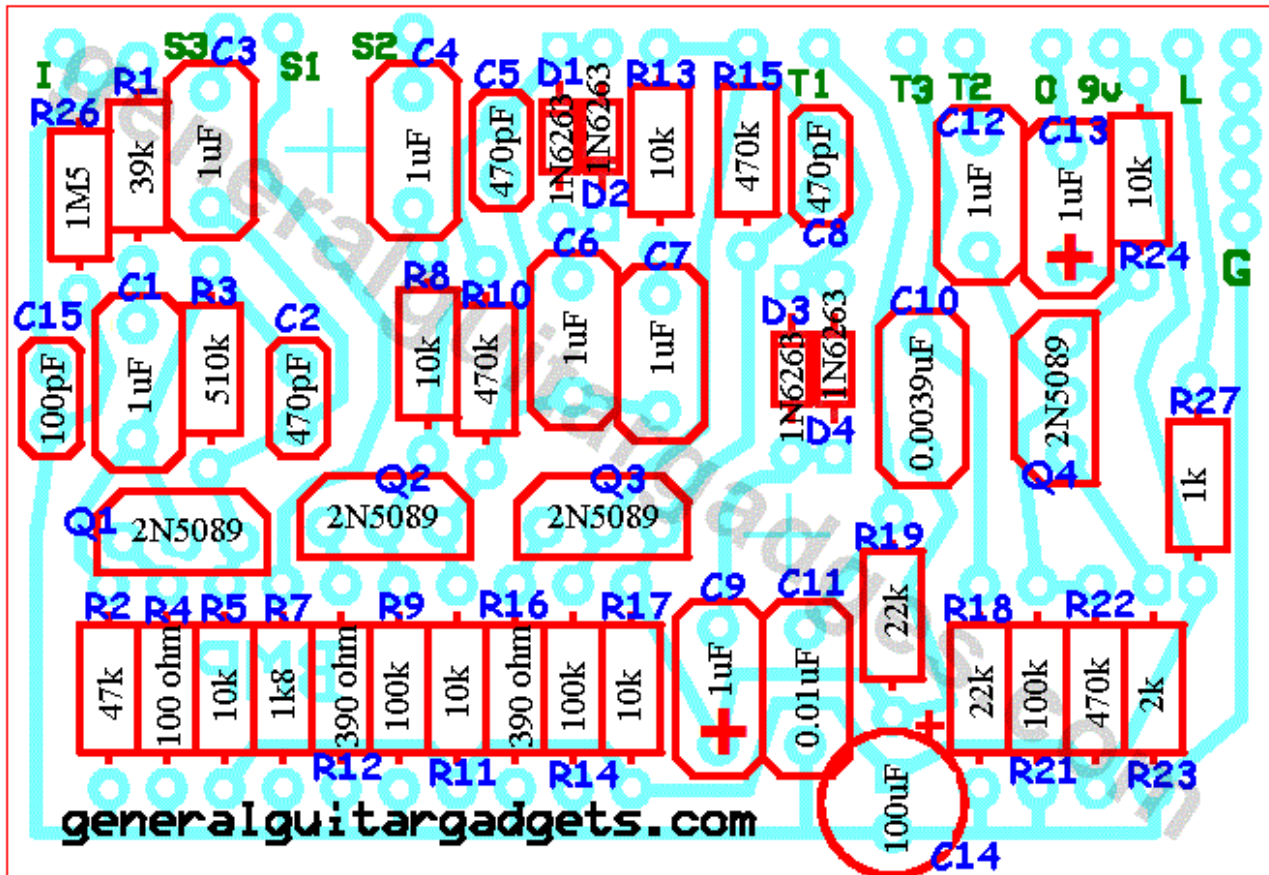 I
S3
C3
S1
S2
C4
C5
D1
R13
R15
T1
T3
T2
0
9v
L
R26
R1
1M5
39k
1uF
1uF
470pF
1N6263
1N6263
D2
10k
470k
470pF
C8
C12
1uF
C13
1uF
+
10k
R24
G
C15
100pF
C1
1uF
R3
510k
C2
470pF
R8
10k
R10
470k
C6
1uF
C7
1uF
D3
1N6263
1N6263
D4
C10
0.0039uF
2N5089
Q4
R27
1k
Q1
2N5089
Q2
2N5089
Q3
2N5089
R2
R4
R5
R7
R9
R16
R17
47k
100 ohm
10k
1k8
390 ohm
100k
10k
390 ohm
100k
10k
R12
R11
R14
C9
1uF
+
C11
0.01uF
R19
22k
+
100uF
C14
R18
R22
22k
100k
470k
2k
R21
R23
BMP
generalguitargadgets.com
generalguitargadgets.com